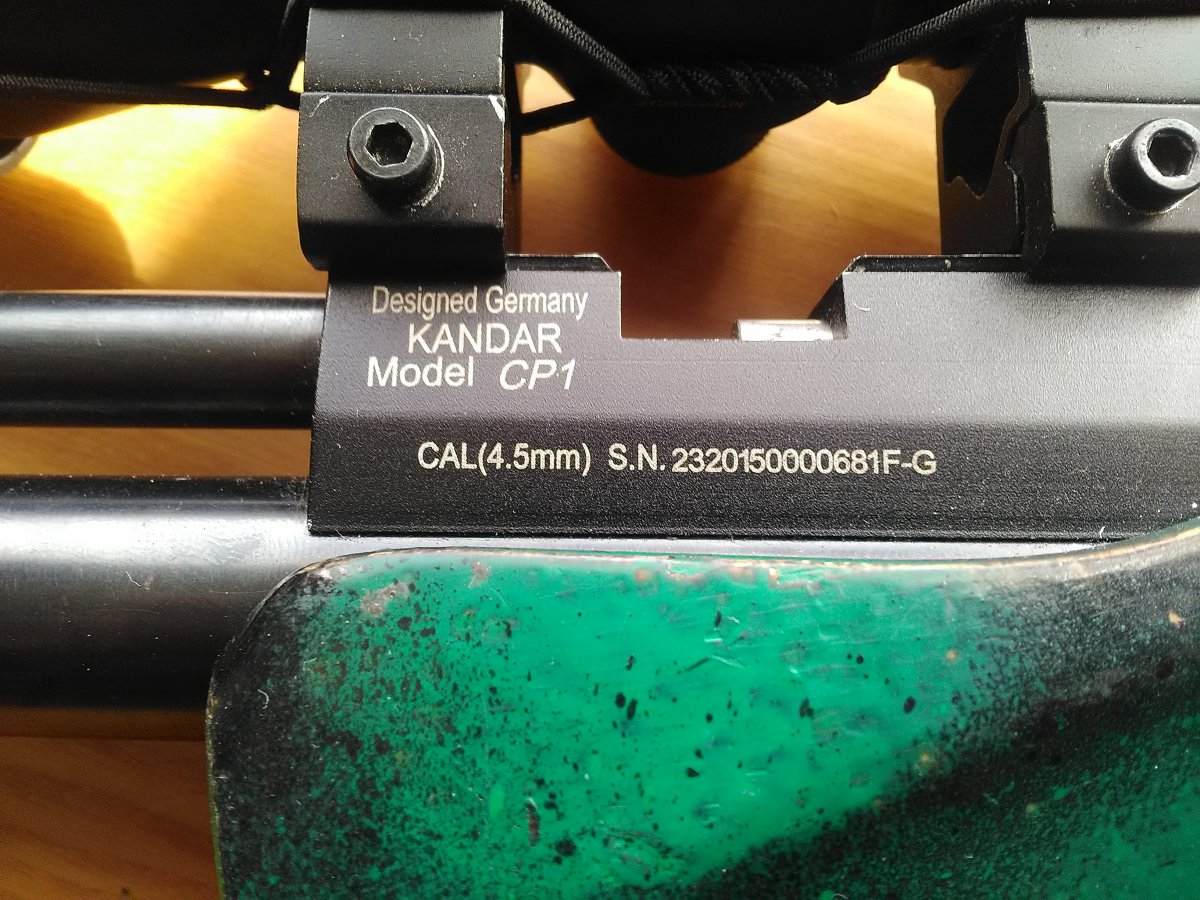 Designed Germany
KANDAR
Model CP1
CAL(4.5mm) S.N. 2320150000681F-G